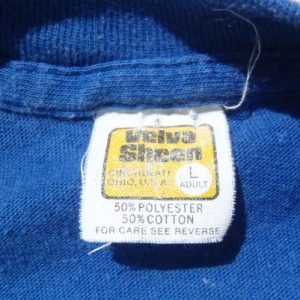 Velva
Sheen
CINCINNATI
OHIO, U.S.A.
L
ADULT
50% POLYESTER
50% COTTON
FOR CARE SEE REVERSE